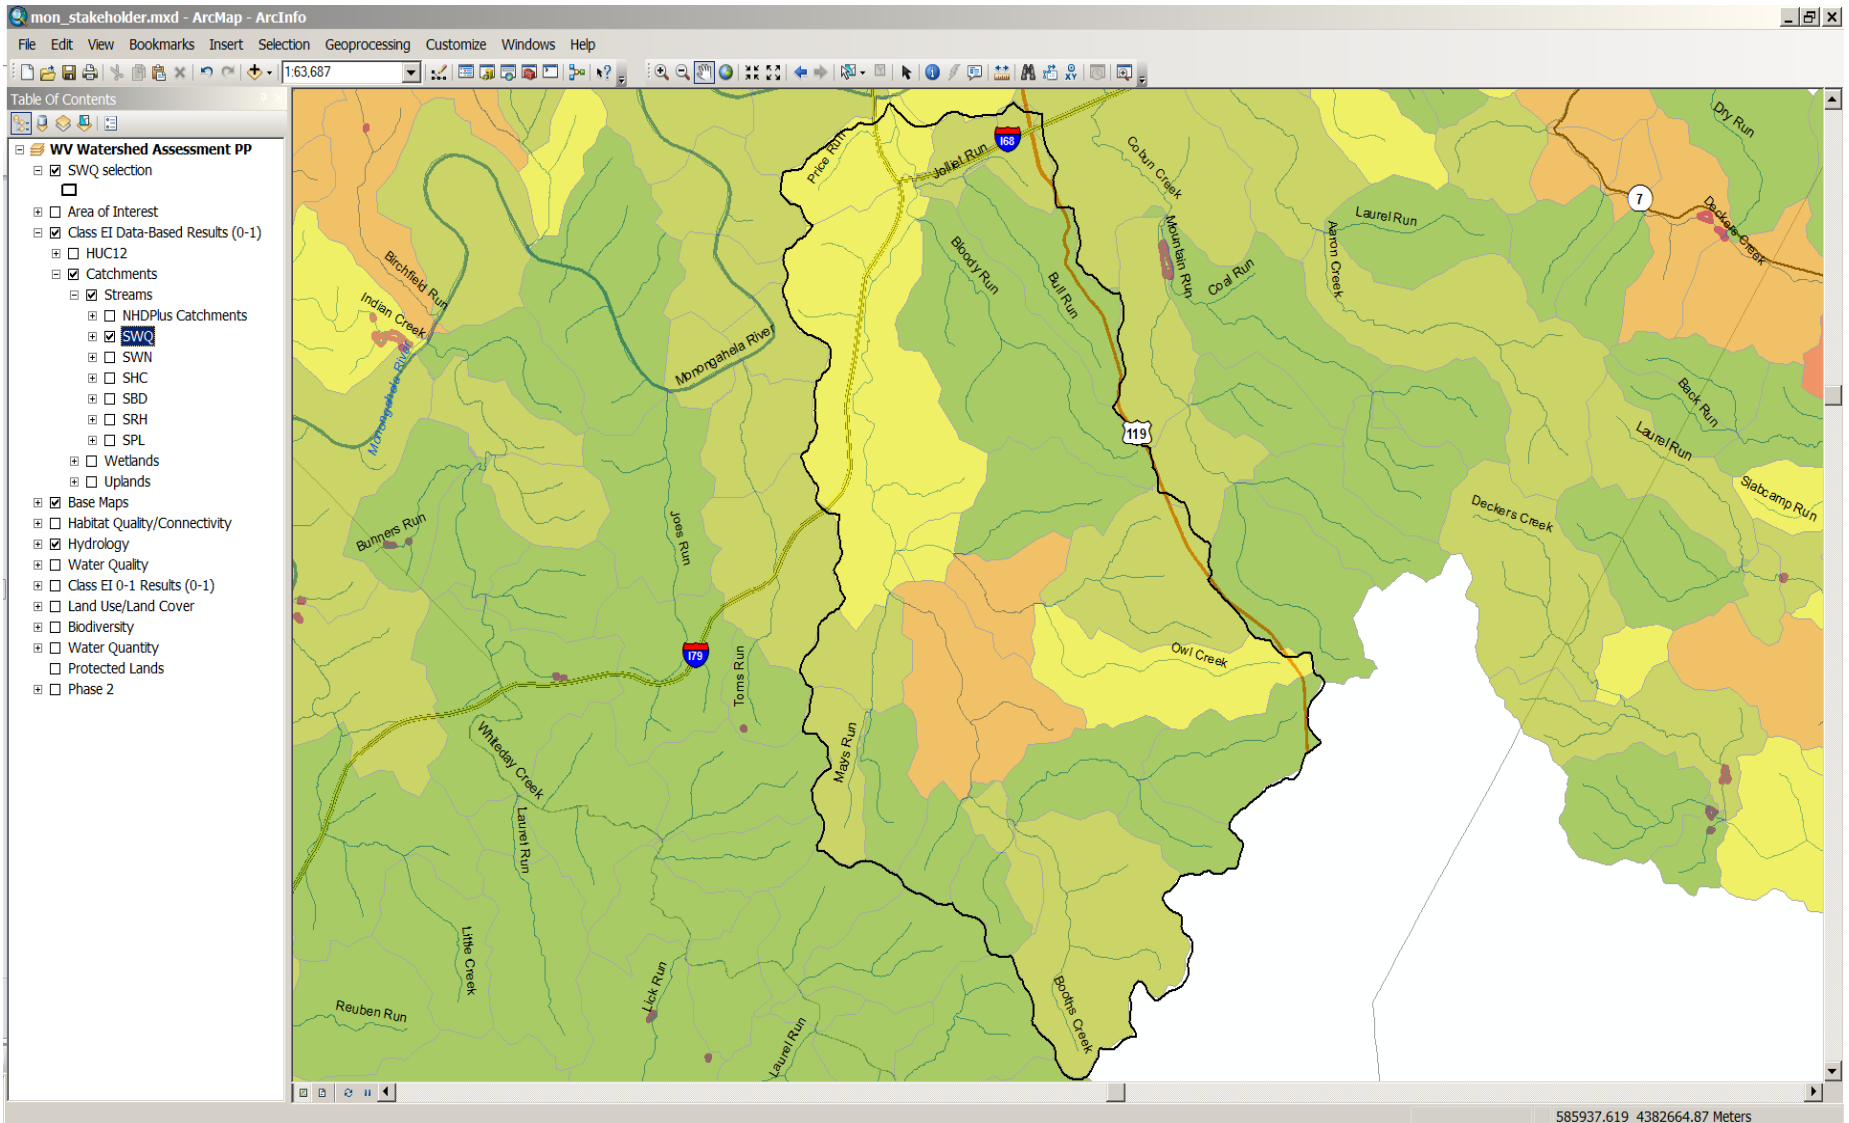 mon_stakeholder.mxd - ArcMap - ArcInfo
File Edit View Bookmarks Insert Selection Geoprocessing Customize Windows Help
1:63,687
Table Of Contents
WV Watershed Assessment PP
SWQ selection
Area of Interest
Class EI Data-Based Results (0-1)
HUC12
Catchments
Streams
NHDPlus Catchments
SWQ
SWN
SHC
SBD
SRH
SPL
Wetlands
Uplands
Base Maps
Habitat Quality/Connectivity
Hydrology
Water Quality
Class EI 0-1 Results (0-1)
Land Use/Land Cover
Biodiversity
Water Quantity
Protected Lands
Phase 2
Price Run
Jolliet Run
I68
Cobun Creek
Dry Run
7
Deckers Creek
Laurel Run
Aaron Creek
Mountain Run
Coal Run
Bloody Run
Bull Run
Birchfield Run
Indian Creek
Monongahela River
Monongahela River
119
Back Run
Laurel Run
Slabcamp Run
Deckers Creek
Bunners Run
Joes Run
I79
Toms Run
Owl Creek
Mays Run
Whiteday Creek
Laurel Run
Little Creek
Reuben Run
Lick Run
Laurel Run
Booths Creek
585937.619 4382664.87 Meters